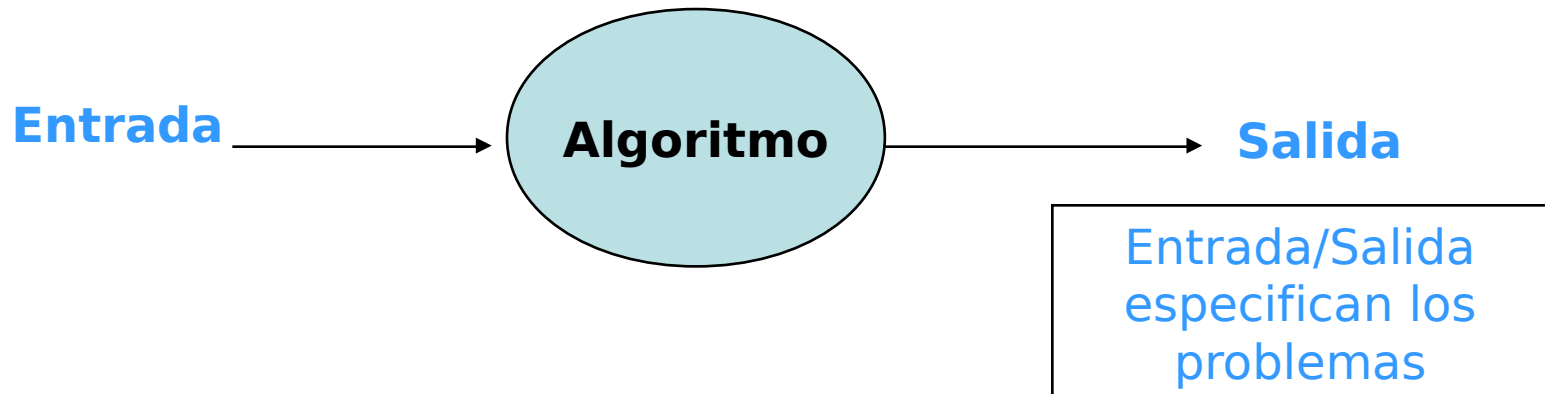 Entrada
Algoritmo
Salida
Entrada/Salida
especifican los
problemas